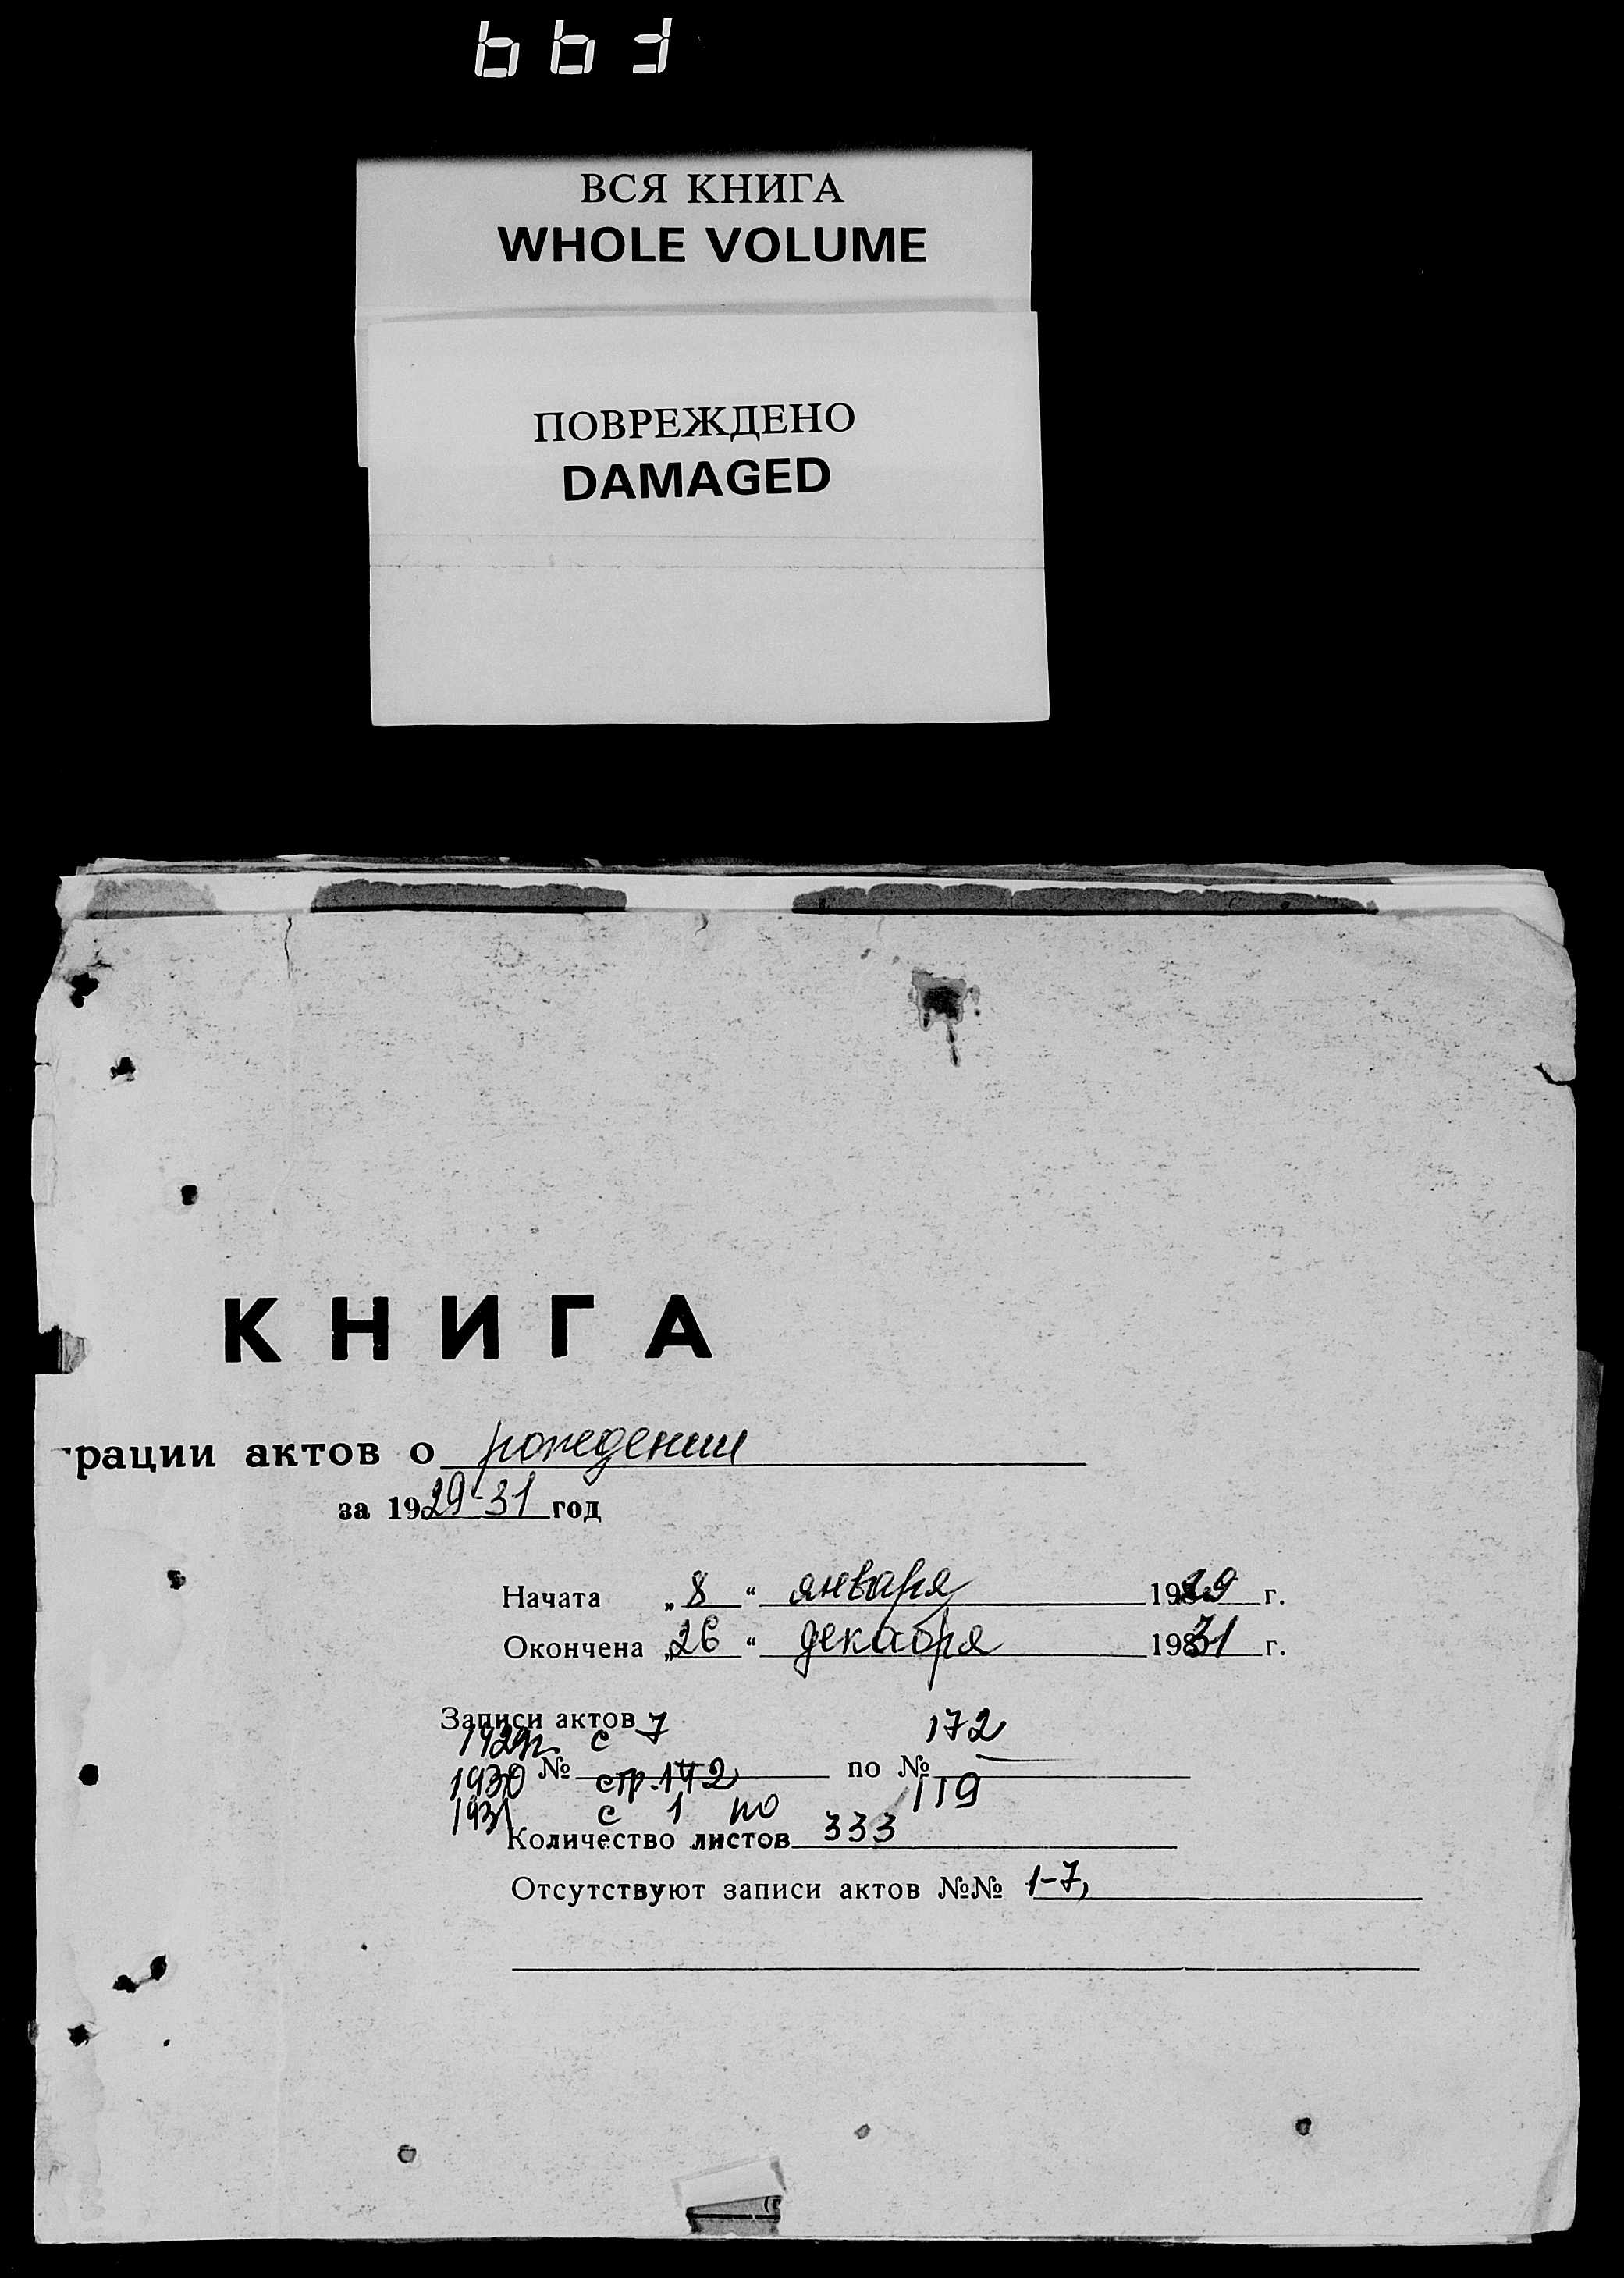 ВСЯ КНИГА
WHOLE VOLUME
ПОВРЕЖДЕНО
DAMAGED
КНИГА
рации актов о рождении
за 1929-31 год
Начата „8“ января 1929 г.
Окончена „26“ декабря 1931 г.
Записи актов
1929г. с 7 172
№ по №
1930 стр. 172 119
1931 с 1 по
Количество листов 333
Отсутствуют записи актов №№ 1-7,